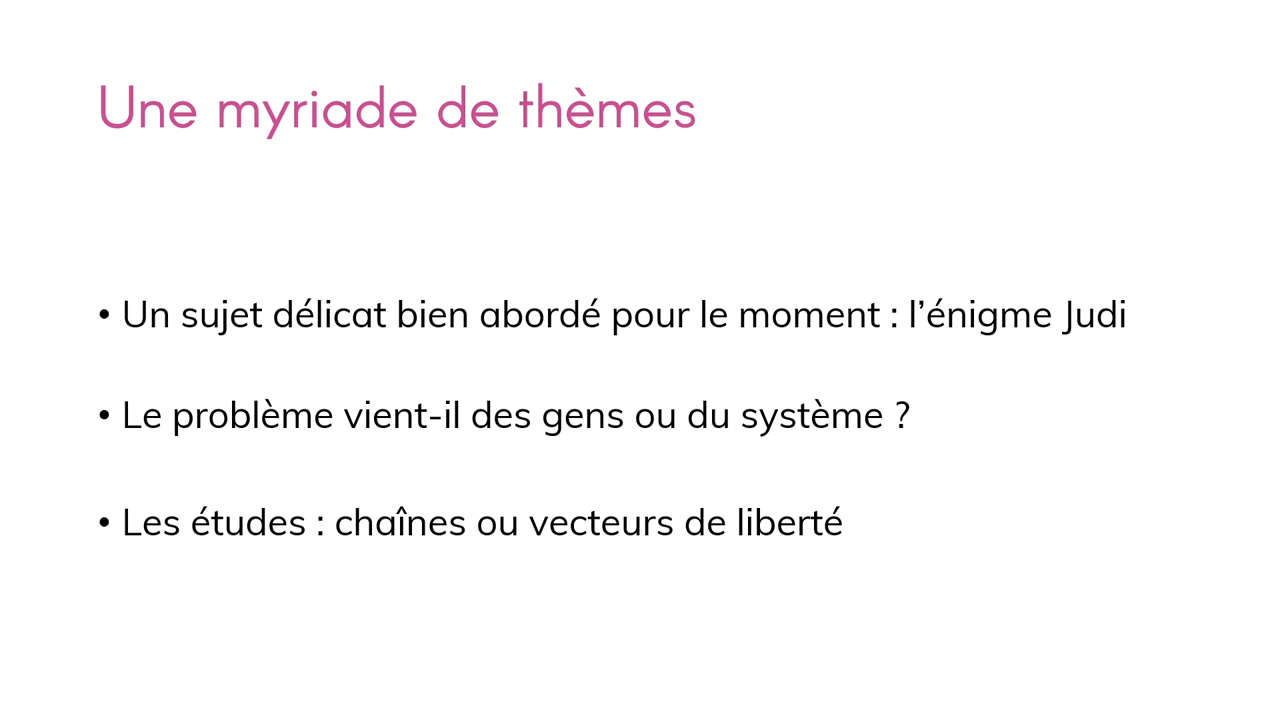 Une myriade de thèmes
• Un sujet délicat bien abordé pour le moment : l’énigme Judi
• Le problème vient-il des gens ou du système ?
• Les études : chaînes ou vecteurs de liberté